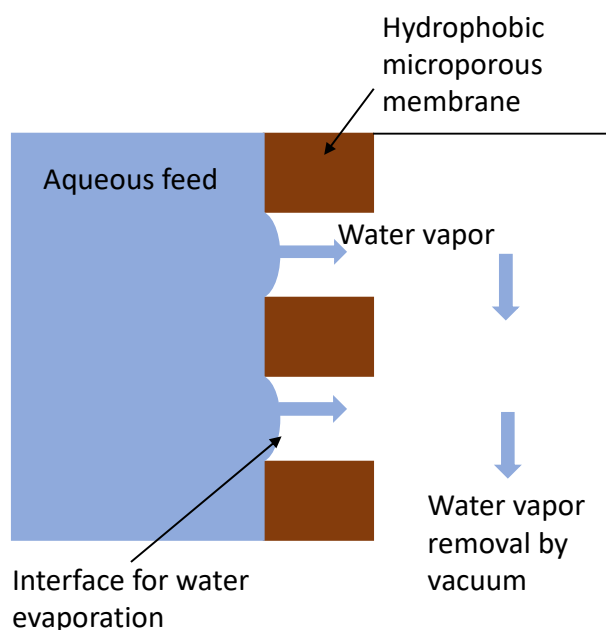 Hydrophobic
microporous
membrane
Aqueous feed
Water vapor
Water vapor
removal by
vacuum
Interface for water
evaporation